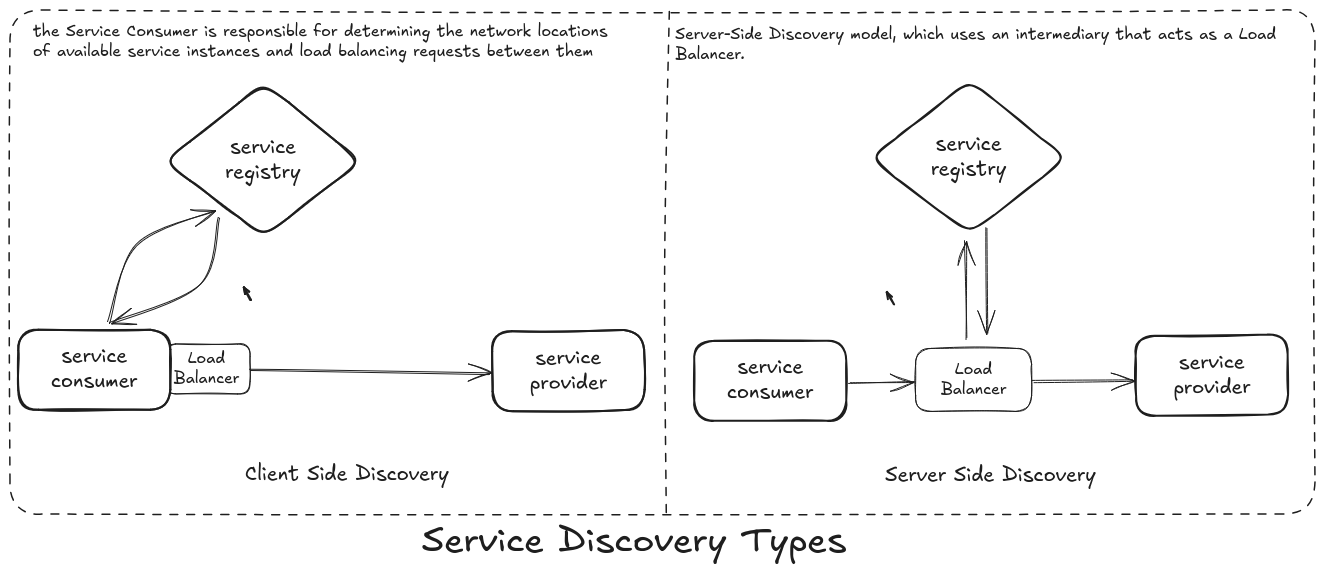 the Service Consumer is responsible for determining the network locations
of available service instances and load balancing requests between them
service
registry
service
consumer
Load
Balancer
service
provider
Client Side Discovery
Server-Side Discovery model, which uses an intermediary that acts as a Load
Balancer.
service
registry
service
consumer
Load
Balancer
service
provider
Server Side Discovery
Service Discovery Types